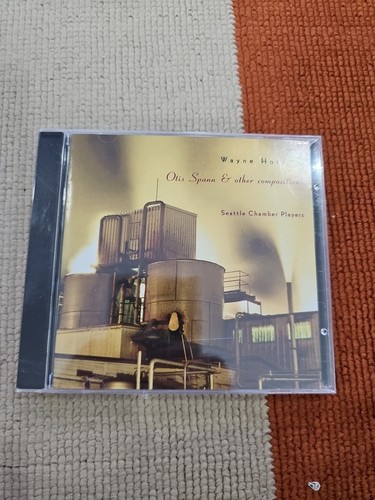 Wayne
Otis Spann & other compositions
Seattle Chamber Players